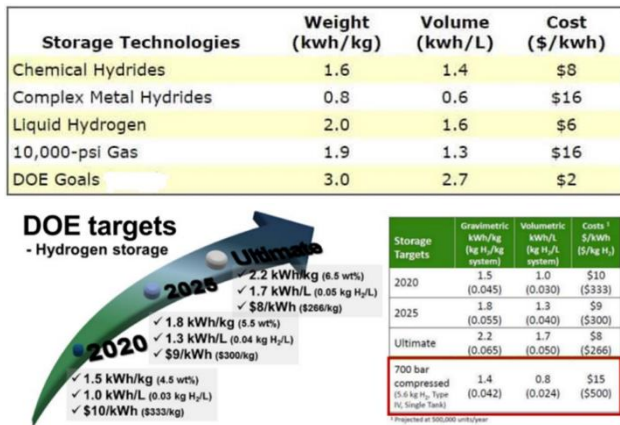 Storage Technologies Weight (kwh/kg) Volume (kwh/L) Cost ($/kwh)
Chemical Hydrides 1.6 1.4 $8
Complex Metal Hydrides 0.8 0.6 $16
Liquid Hydrogen 2.0 1.6 $6
10,000-psi Gas 1.9 1.3 $16
DOE Goals 3.0 2.7 $2
DOE targets
- Hydrogen storage
Ultimate
✓ 2.2 kWh/kg (6.5 wt%)
✓ 1.7 kWh/L (0.05 kg H₂/L)
✓ $8/kWh ($266/kg)
2025
✓ 1.8 kWh/kg (5.5 wt%)
✓ 1.3 kWh/L (0.04 kg H₂/L)
✓ $9/kWh ($300/kg)
2020
✓ 1.5 kWh/kg (4.5 wt%)
✓ 1.0 kWh/L (0.03 kg H₂/L)
✓ $10/kWh ($333/kg)
Storage Targets Gravimetric kWh/kg (kg H₂/kg system) Volumetric kWh/L (kg H₂/L system) Costs ¹ $/kWh ($/kg H₂)
2020 1.5 (0.045) 1.0 (0.030) $10 ($333)
2025 1.8 (0.055) 1.3 (0.040) $9 ($300)
Ultimate 2.2 (0.065) 1.7 (0.050) $8 ($266)
700 bar compressed (5.6 kg H₂, Type IV, Single Tank) 1.4 (0.042) 0.8 (0.024) $15 ($500)
¹ Projected at 500,000 units/year